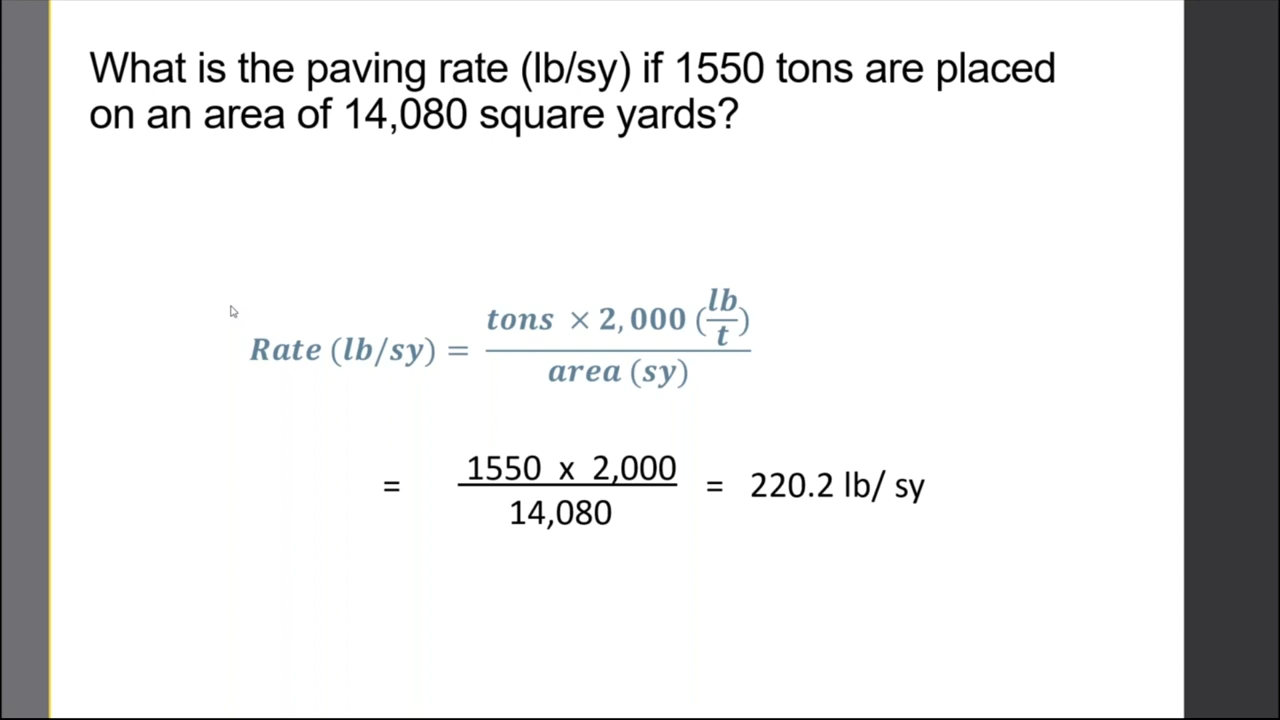 What is the paving rate (lb/sy) if 1550 tons are placed
on an area of 14,080 square yards?
Rate (lb/sy) = tons × 2,000 (lb/t) / area (sy)
= 1550 x 2,000 / 14,080 = 220.2 lb/ sy